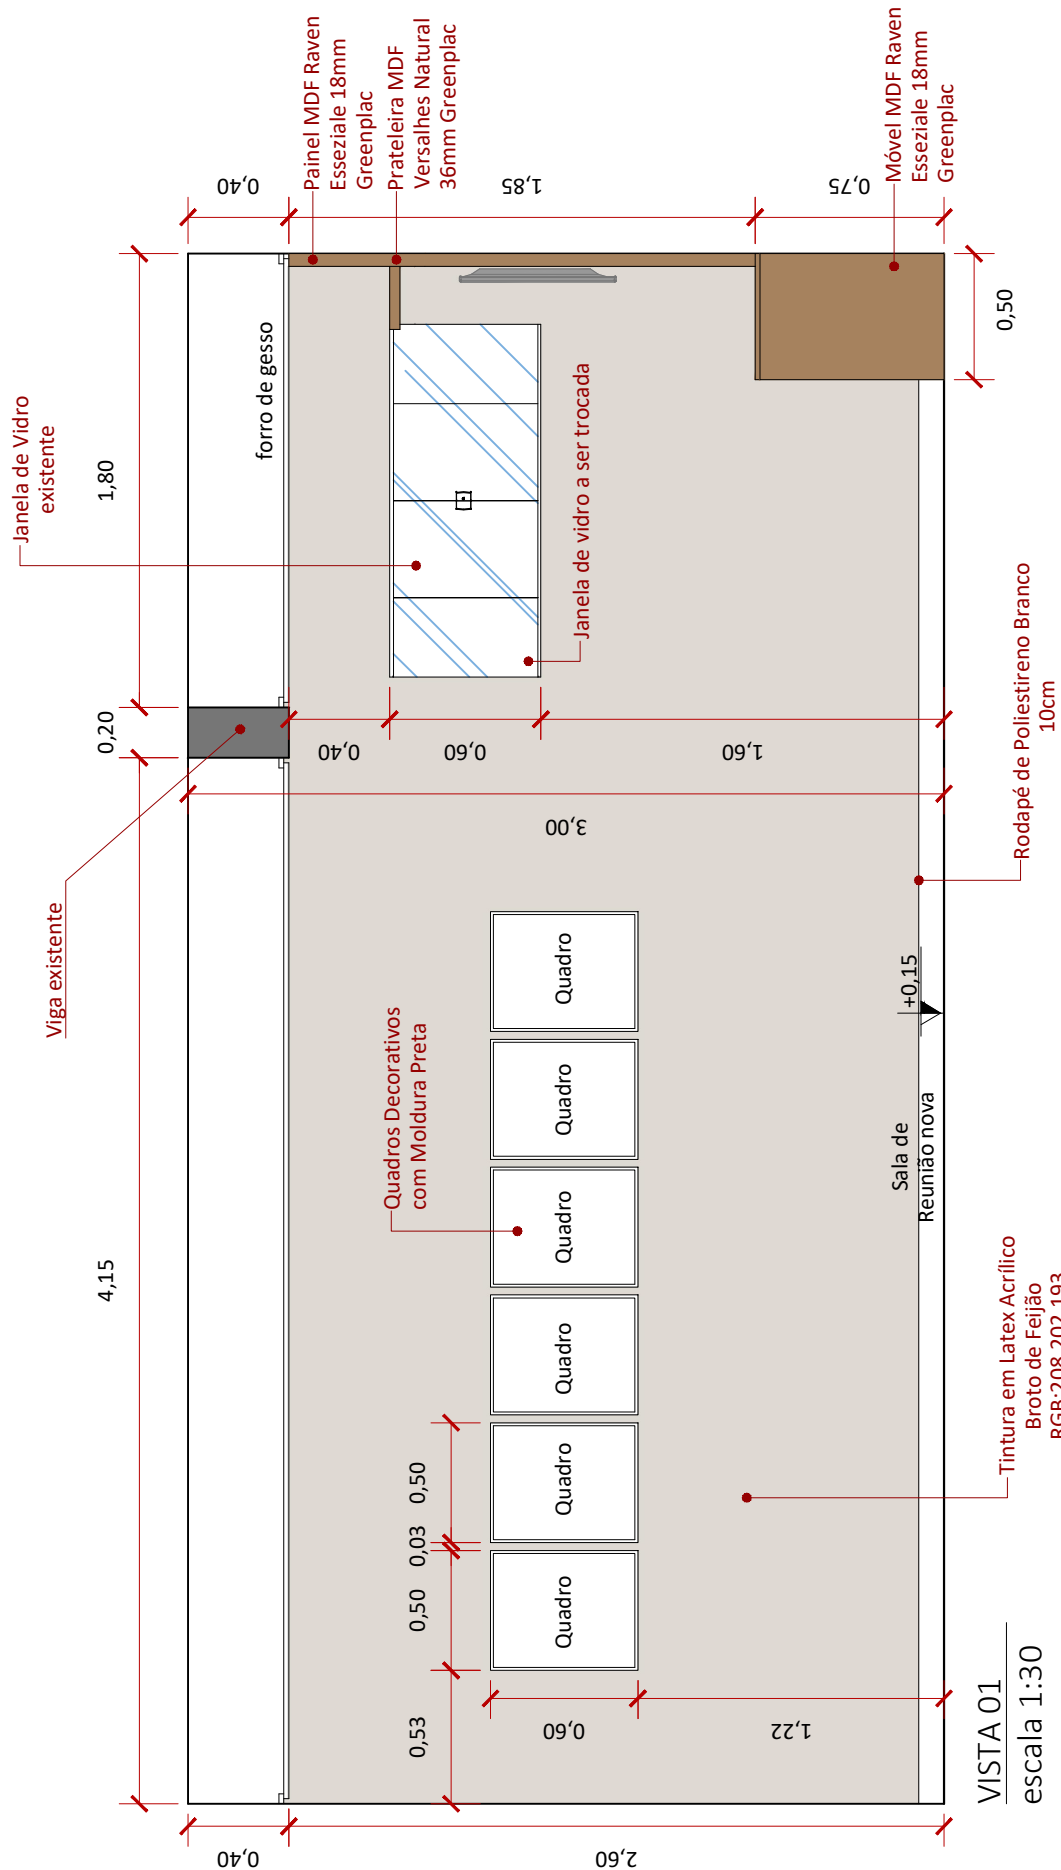 Janela de Vidro
existente
Viga existente
4,15
0,20
1,80
0,40
forro de gesso
0,40
Painel MDF Raven
Esseziale 18mm
Greenplac
Prateleira MDF
Versalhes Natural
36mm Greenplac
Quadros Decorativos
com Moldura Preta
0,53
0,50
0,03
0,50
0,40
0,60
1,60
3,00
1,85
0,75
Quadro
Quadro
Quadro
Quadro
Quadro
Quadro
Janela de vidro a ser trocada
0,60
1,22
2,60
Móvel MDF Raven
Esseziale 18mm
Greenplac
0,50
Sala de
Reunião nova
+0,15
VISTA 01
escala 1:30
Tintura em Latex Acrílico
Broto de Feijão
RGB:208 202 193
Rodapé de Poliestireno Branco
10cm